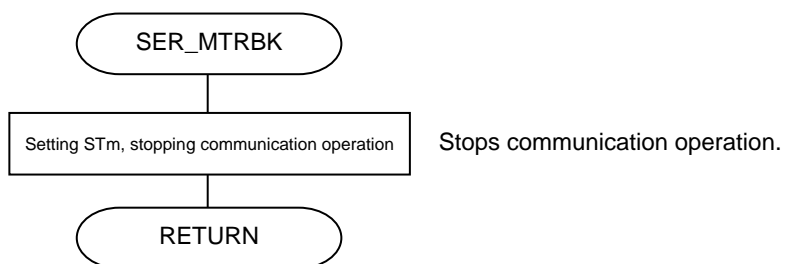 SER_MTRBK
Setting STm, stopping communication operation
Stops communication operation.
RETURN